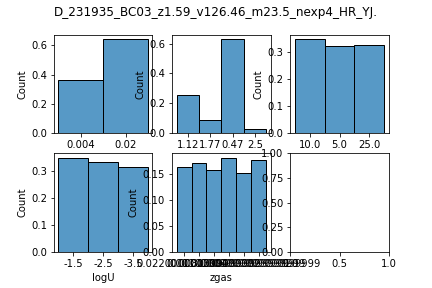 D_231935_BC03_z1.59_v126.46_m23.5_nexp4_HR_YJ.
Count
0.6
0.4
0.2
0.0
0.004 0.02
Count
0.6
0.4
0.2
0.0
1.12 1.77 0.47 2.5
Count
0.3
0.2
0.1
0.0
10.0 5.0 25.0
Count
0.3
0.2
0.1
0.0
-1.5 -2.5 -3.5
logU
Count
0.15
0.10
0.05
0.00
zgas
1.00
0.75
0.50
0.25
0.00
0.5 1.0